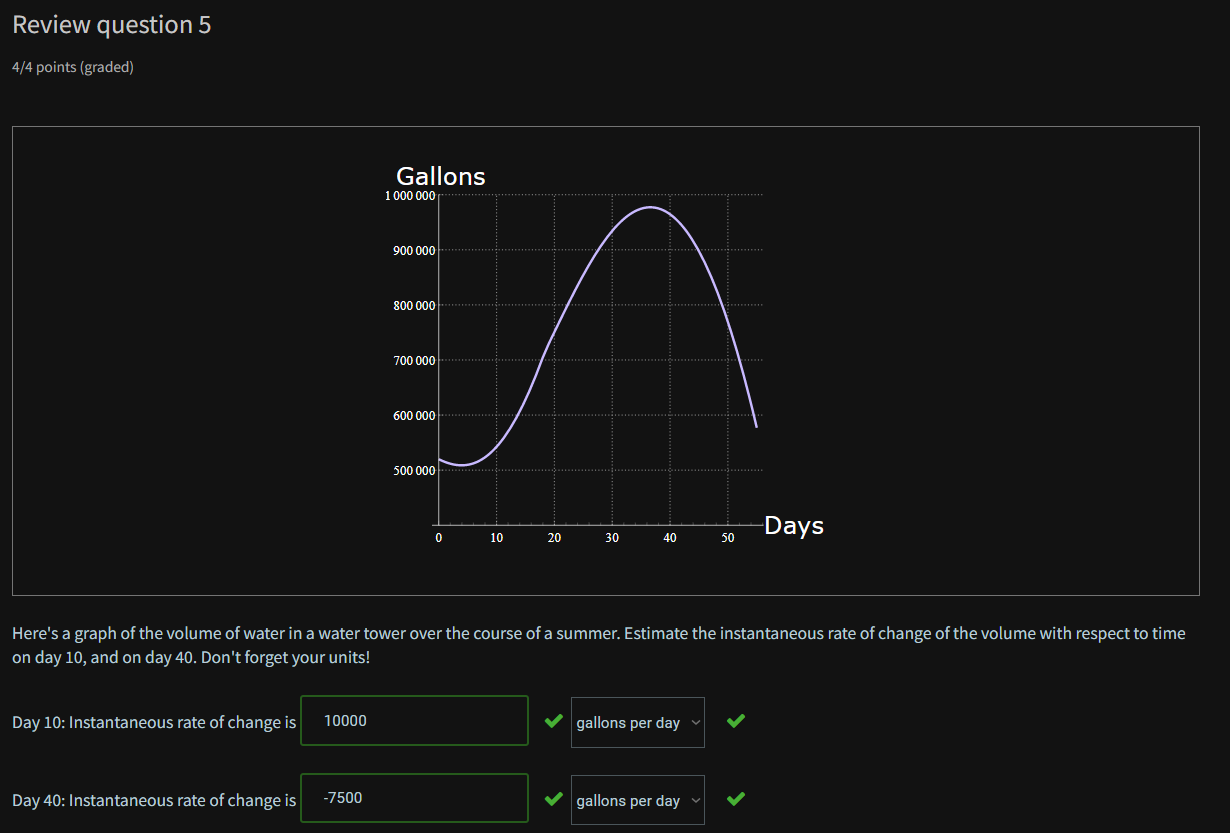 Review question 5
4/4 points (graded)
Gallons
1 000 000
900 000
800 000
700 000
600 000
500 000
0 10 20 30 40 50
Days
Here's a graph of the volume of water in a water tower over the course of a summer. Estimate the instantaneous rate of change of the volume with respect to time
on day 10, and on day 40. Don't forget your units!
Day 10: Instantaneous rate of change is 10000 gallons per day
Day 40: Instantaneous rate of change is -7500 gallons per day